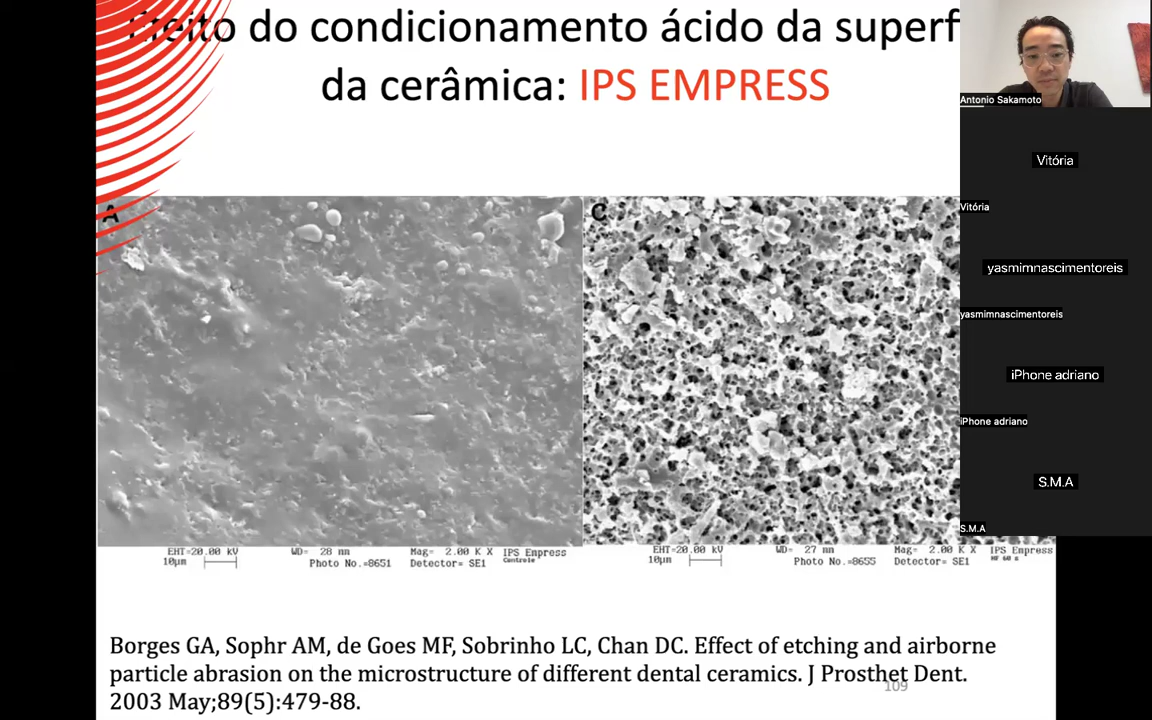 Efeito do condicionamento ácido da superf
da cerâmica: IPS EMPRESS
A
C
EHT=20.00 kV WD= 28 mm Mag= 2.00 K X IPS Empress
10µm Photo No.=8651 Detector= SE1 Controle
EHT=20.00 kV WD= 27 mm Mag= 2.00 K X IPS Empress
10µm Photo No.=8655 Detector= SE1 HF 60 s
Borges GA, Sophr AM, de Goes MF, Sobrinho LC, Chan DC. Effect of etching and airborne
particle abrasion on the microstructure of different dental ceramics. J Prosthet Dent.
2003 May;89(5):479-88.
109
Antonio Sakamoto
Vitória
Vitória
yasmimnascimentoreis
yasmimnascimentoreis
iPhone adriano
iPhone adriano
S.M.A
S.M.A